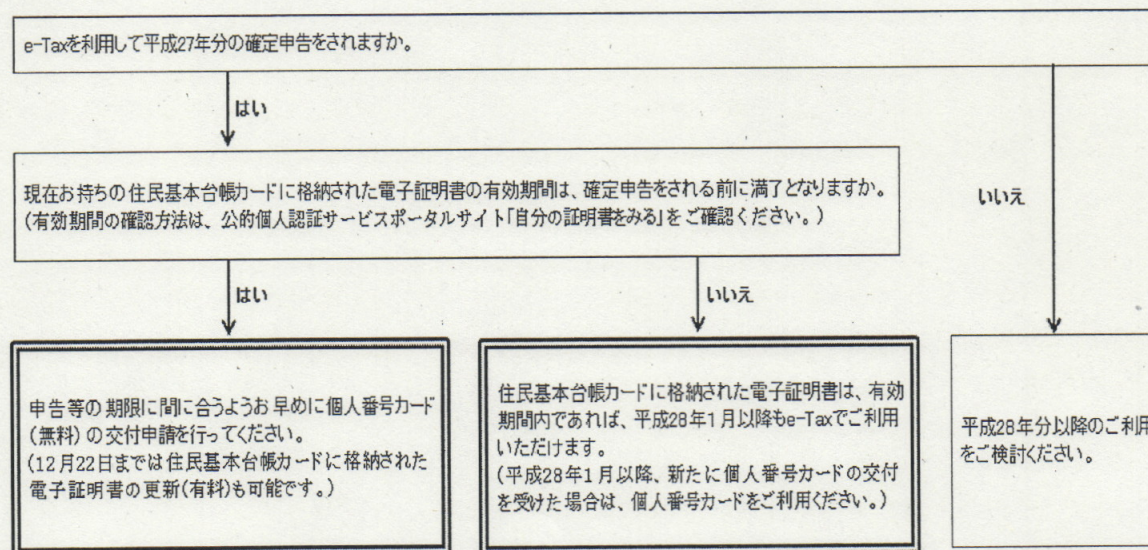 e-Taxを利用して平成27年分の確定申告をされますか。
はい
現在お持ちの住民基本台帳カードに格納された電子証明書の有効期間は、確定申告をされる前に満了となりますか。
(有効期間の確認方法は、公的個人認証サービスポータルサイト「自分の証明書をみる」をご確認ください。)
いいえ
はい
いいえ
申告等の期限に間に合うようお早めに個人番号カード
(無料)の交付申請を行ってください。
(12月22日までは住民基本台帳カードに格納された
電子証明書の更新(有料)も可能です。)
住民基本台帳カードに格納された電子証明書は、有効
期間内であれば、平成28年1月以降もe-Taxでご利用
いただけます。
(平成28年1月以降、新たに個人番号カードの交付
を受けた場合は、個人番号カードをご利用ください。)
平成28年分以降のご利用
をご検討ください。